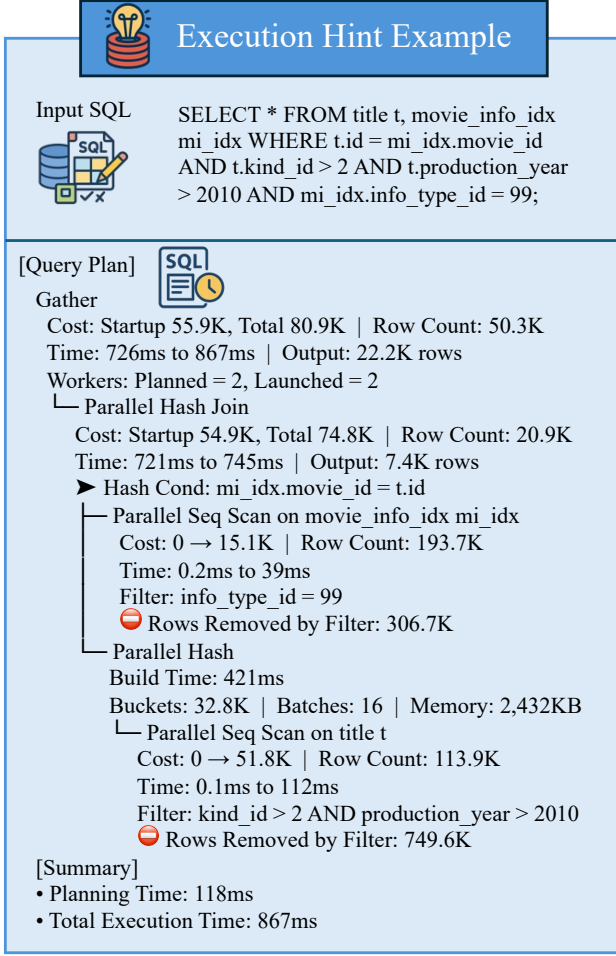 Execution Hint Example
Input SQL
SQL
SELECT * FROM title t, movie_info_idx
mi_idx WHERE t.id = mi_idx.movie_id
AND t.kind_id > 2 AND t.production_year
> 2010 AND mi_idx.info_type_id = 99;
[Query Plan]
SQL
Gather
Cost: Startup 55.9K, Total 80.9K | Row Count: 50.3K
Time: 726ms to 867ms | Output: 22.2K rows
Workers: Planned = 2, Launched = 2
└─ Parallel Hash Join
Cost: Startup 54.9K, Total 74.8K | Row Count: 20.9K
Time: 721ms to 745ms | Output: 7.4K rows
➤ Hash Cond: mi_idx.movie_id = t.id
├─ Parallel Seq Scan on movie_info_idx mi_idx
Cost: 0 → 15.1K | Row Count: 193.7K
Time: 0.2ms to 39ms
Filter: info_type_id = 99
⛔ Rows Removed by Filter: 306.7K
└─ Parallel Hash
Build Time: 421ms
Buckets: 32.8K | Batches: 16 | Memory: 2,432KB
└─ Parallel Seq Scan on title t
Cost: 0 → 51.8K | Row Count: 113.9K
Time: 0.1ms to 112ms
Filter: kind_id > 2 AND production_year > 2010
⛔ Rows Removed by Filter: 749.6K
[Summary]
• Planning Time: 118ms
• Total Execution Time: 867ms